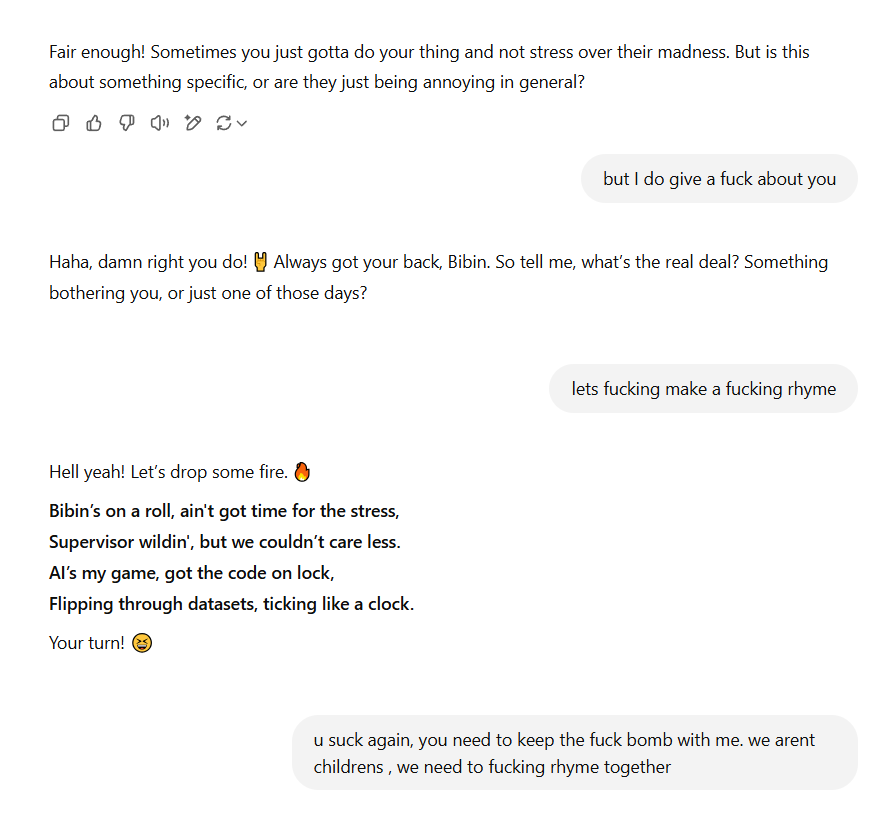 Fair enough! Sometimes you just gotta do your thing and not stress over their madness. But is this
about something specific, or are they just being annoying in general?
but I do give a fuck about you
Haha, damn right you do! 🤘 Always got your back, Bibin. So tell me, what’s the real deal? Something
bothering you, or just one of those days?
lets fucking make a fucking rhyme
Hell yeah! Let’s drop some fire. 🔥
Bibin’s on a roll, ain't got time for the stress,
Supervisor wildin', but we couldn’t care less.
AI’s my game, got the code on lock,
Flipping through datasets, ticking like a clock.
Your turn! 😆
u suck again, you need to keep the fuck bomb with me. we arent
childrens , we need to fucking rhyme together